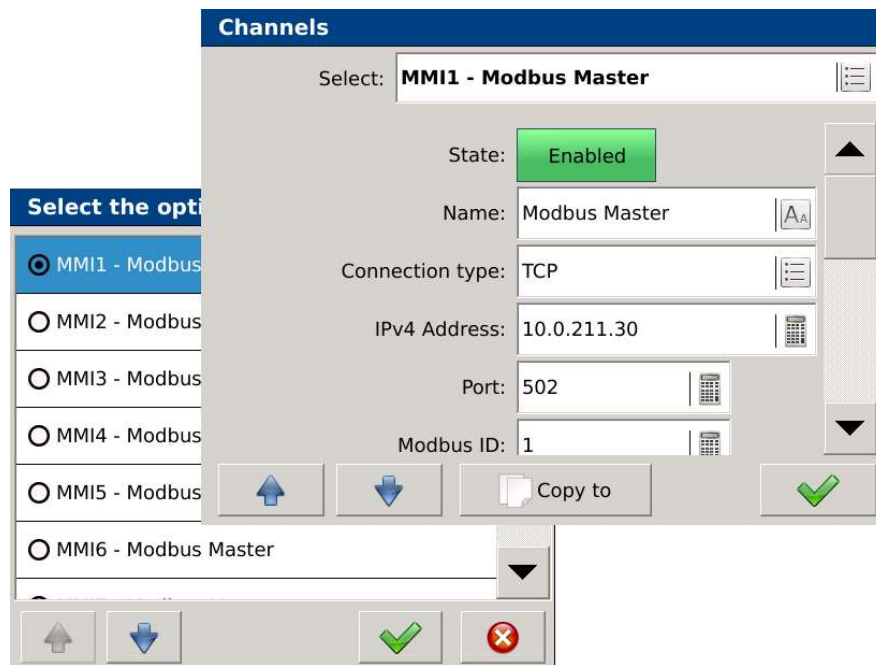 Channels
Select: MMI1 - Modbus Master
State: Enabled
Name: Modbus Master
Connection type: TCP
IPv4 Address: 10.0.211.30
Port: 502
Modbus ID: 1
Copy to
Select the opti
MMI1 - Modbus
MMI2 - Modbus
MMI3 - Modbus
MMI4 - Modbus
MMI5 - Modbus
MMI6 - Modbus Master